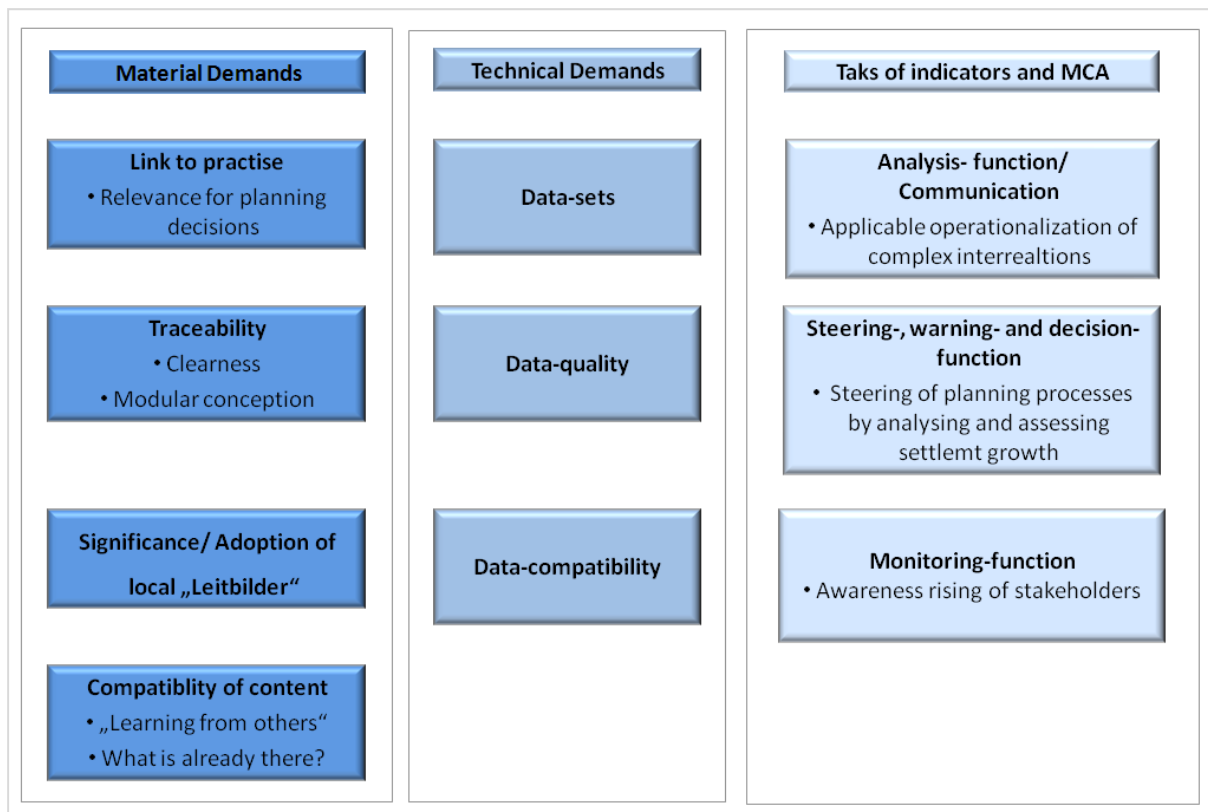 Material Demands
Link to practise
• Relevance for planning
decisions
Traceability
• Clearness
• Modular conception
Significance/ Adoption of
local „Leitbilder“
Compatiblity of content
• „Learning from others“
• What is already there?
Technical Demands
Data-sets
Data-quality
Data-compatibility
Taks of indicators and MCA
Analysis- function/
Communication
• Applicable operationalization of
complex interrealtions
Steering-, warning- and decision-
function
• Steering of planning processes
by analysing and assessing
settlemt growth
Monitoring-function
• Awareness rising of stakeholders